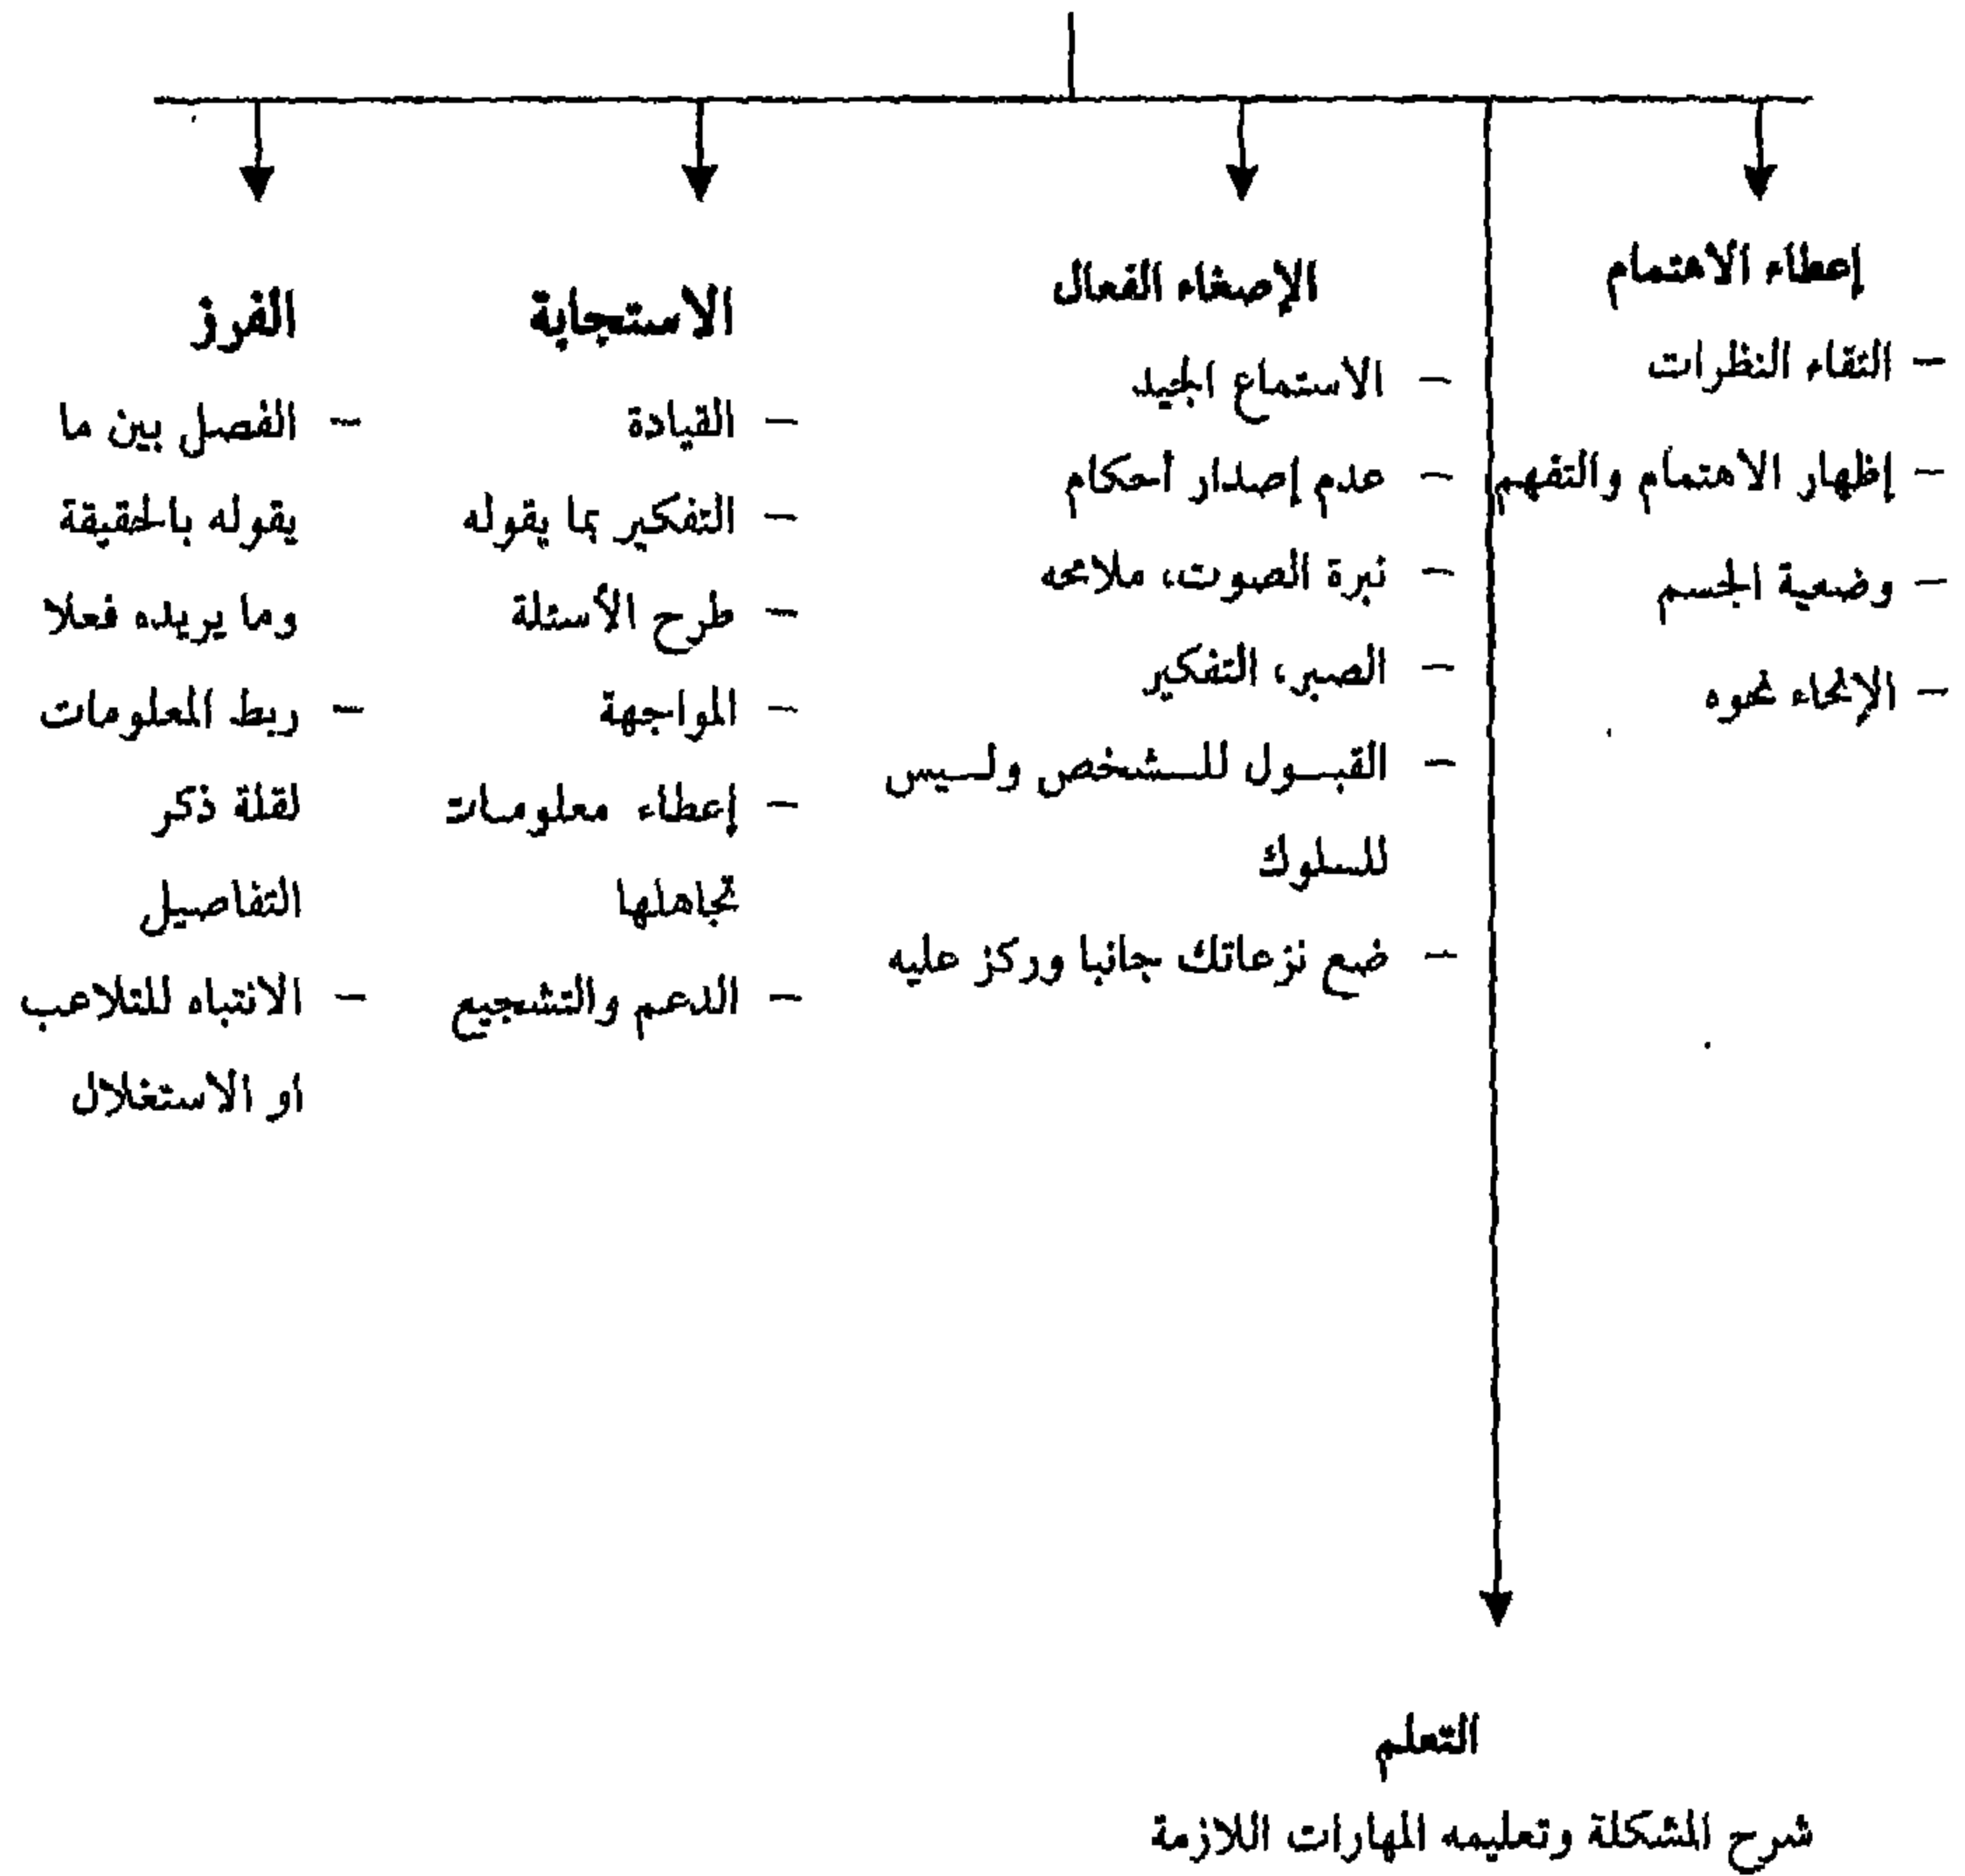 إعطاء الاهتمام
– التقاء النظرات
– إظهار الاهتمام والتفهم
– وضعية الجسم
– الإنحاء نحوه
الإصغاء الفعال
– الاستماع الجيد
– عدم إصدار أحكام
– نبرة الصوت، ملامحه
– الصبر، التفكير
– القبول للشخص وليس
للسلوك
– ضع نزعاتك جانبا وركز عليه
الاستجابة
– القيادة
– التفكير بما يقوله
– طرح الأسئلة
– المواجهة
– إعطاء معلومات
تجاهلها
– الدعم والتشجيع
الفرز
– الفصل بين ما
يقوله بالحقيقة
وما يريده فعلا
– ربط المعلومات
لقلة ذكر
التفاصيل
– الانتباه للتلاعب
او الاستغلال
التعلم
شرح المشكلة وتعليمه المهارات اللازمة